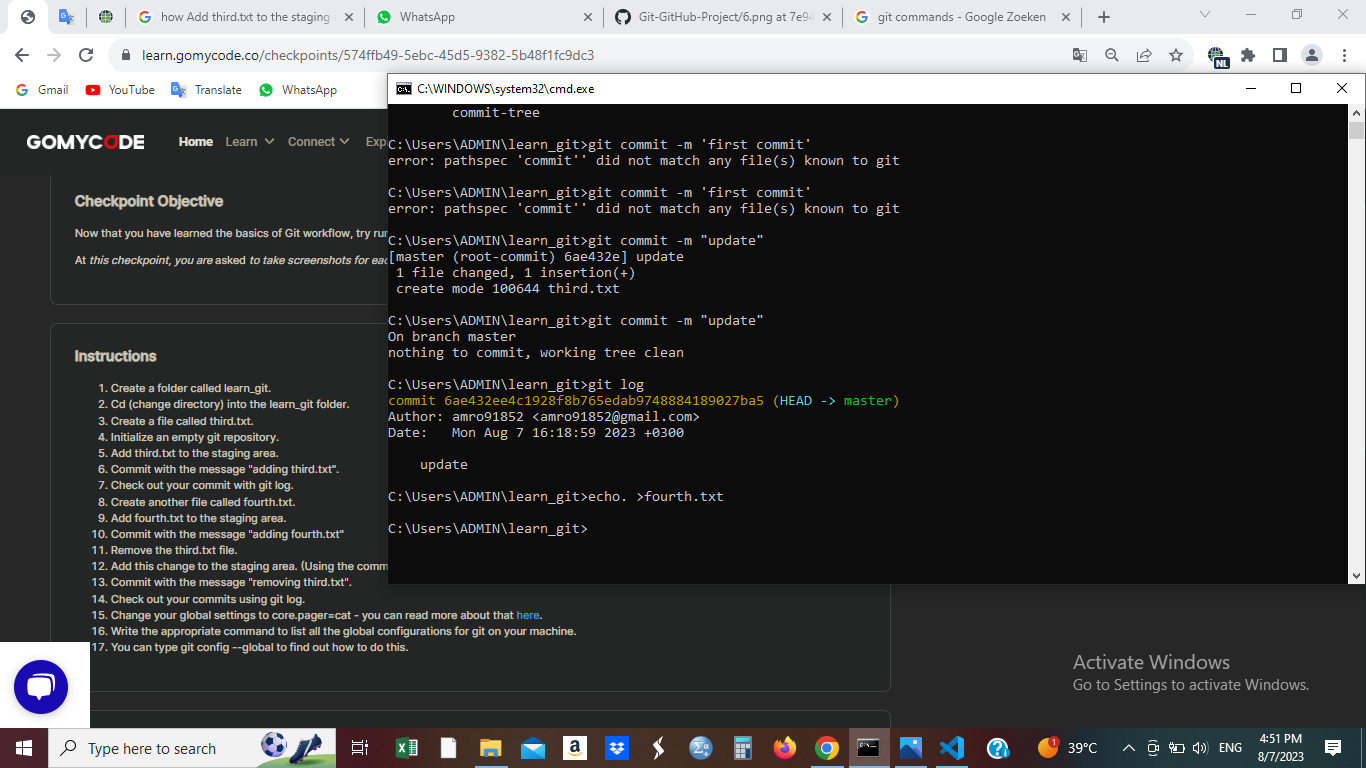 how Add third.txt to the staging
WhatsApp
Git-GitHub-Project/6.png at 7e94
git commands - Google Zoeken
learn.gomycode.co/checkpoints/574ffb49-5ebc-45d5-9382-5b48f1fc9dc3
NL
Gmail
YouTube
Translate
WhatsApp
C:\WINDOWS\system32\cmd.exe
GOMYCODE
Home
Learn
Connect
Exp
Checkpoint Objective
Now that you have learned the basics of Git workflow, try run
At this checkpoint, you are asked to take screenshots for eac
Instructions
1. Create a folder called learn_git.
2. Cd (change directory) into the learn_git folder.
3. Create a file called third.txt.
4. Initialize an empty git repository.
5. Add third.txt to the staging area.
6. Commit with the message "adding third.txt".
7. Check out your commit with git log.
8. Create another file called fourth.txt.
9. Add fourth.txt to the staging area.
10. Commit with the message "adding fourth.txt"
11. Remove the third.txt file.
12. Add this change to the staging area. (Using the comm
13. Commit with the message "removing third.txt".
14. Check out your commits using git log.
15. Change your global settings to core.pager=cat - you can read more about that here.
16. Write the appropriate command to list all the global configurations for git on your machine.
17. You can type git config --global to find out how to do this.
commit-tree
C:\Users\ADMIN\learn_git>git commit -m 'first commit'
error: pathspec 'commit'' did not match any file(s) known to git
C:\Users\ADMIN\learn_git>git commit -m 'first commit'
error: pathspec 'commit'' did not match any file(s) known to git
C:\Users\ADMIN\learn_git>git commit -m "update"
[master (root-commit) 6ae432e] update
1 file changed, 1 insertion(+)
create mode 100644 third.txt
C:\Users\ADMIN\learn_git>git commit -m "update"
On branch master
nothing to commit, working tree clean
C:\Users\ADMIN\learn_git>git log
commit 6ae432ee4c1928f8b765edab9748884189027ba5 (HEAD -> master)
Author: amro91852 <amro91852@gmail.com>
Date:   Mon Aug 7 16:18:59 2023 +0300
update
C:\Users\ADMIN\learn_git>echo. >fourth.txt
C:\Users\ADMIN\learn_git>
Activate Windows
Go to Settings to activate Windows.
Type here to search
1
39°C
ENG
4:51 PM
8/7/2023